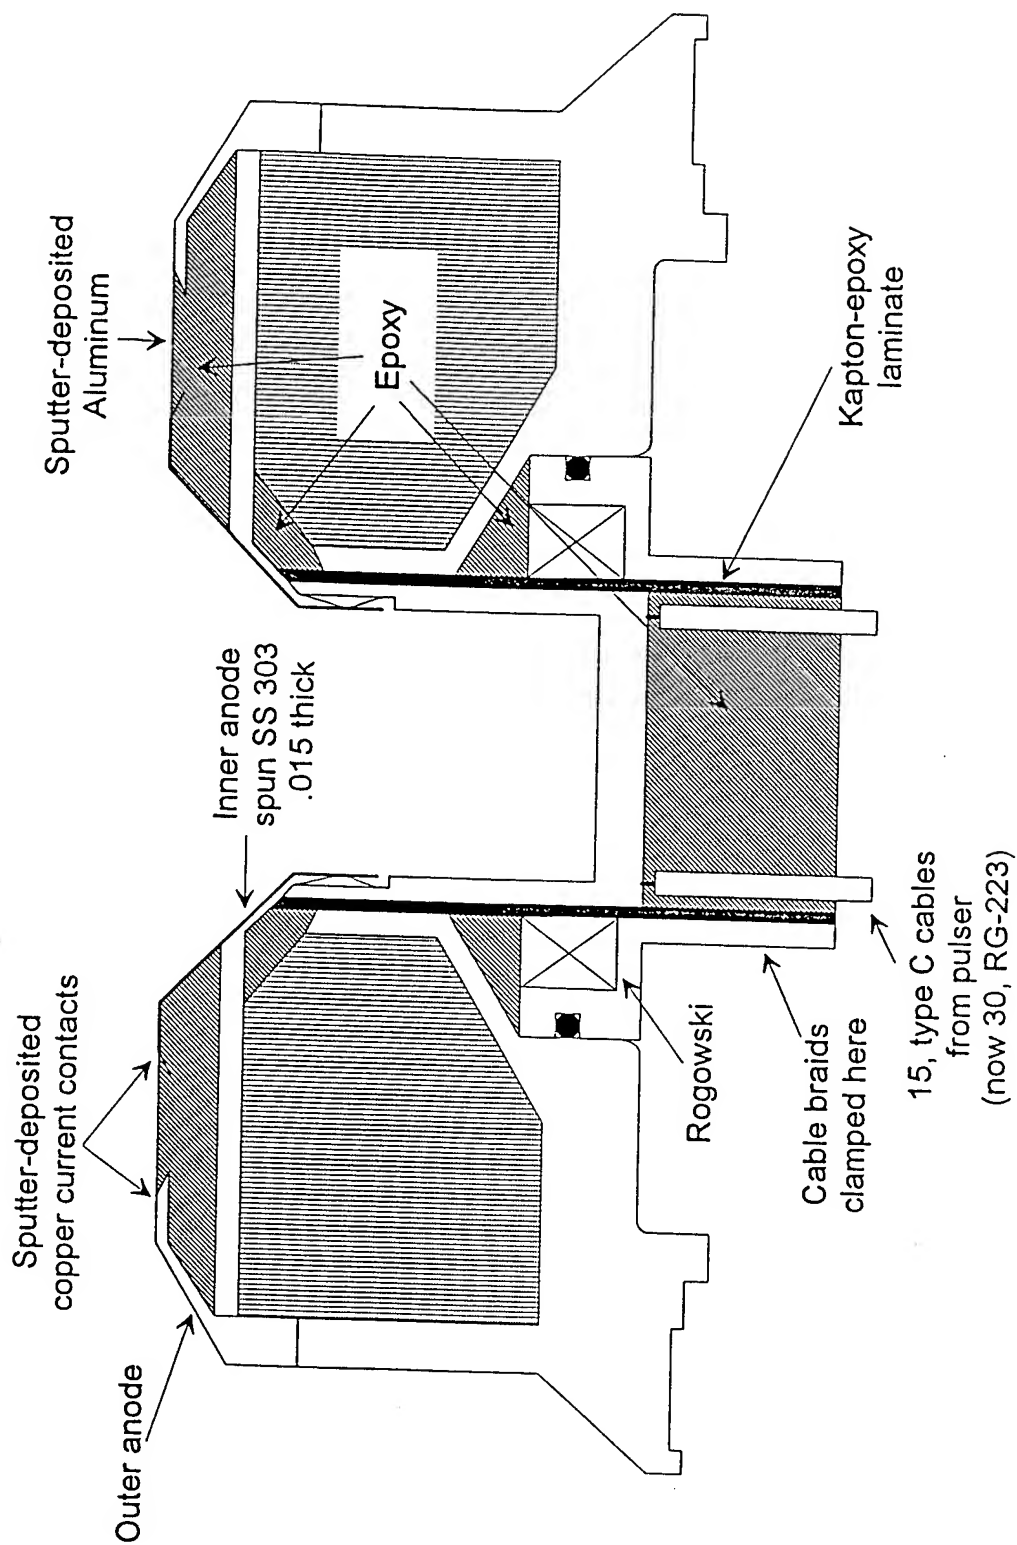 Sputter-deposited
copper current contacts
Outer anode
Inner anode
spun SS 303
.015 thick
Sputter-deposited
Aluminum
Epoxy
Kapton-epoxy
laminate
Rogowski
Cable braids
clamped here
15, type C cables
from pulser
(now 30, RG-223)